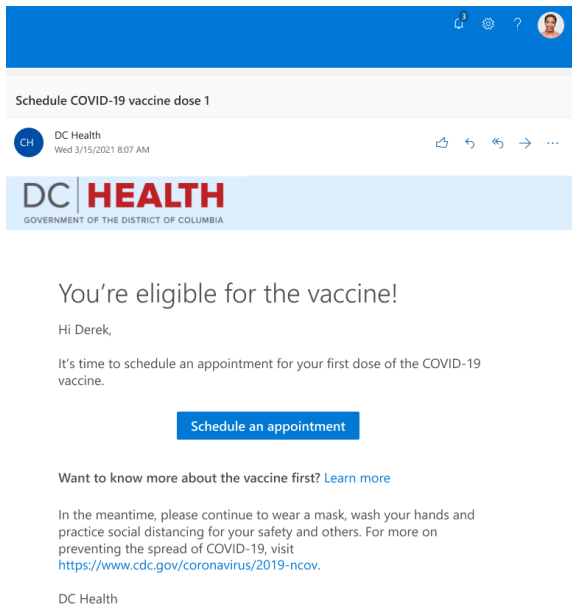 3
?
Schedule COVID-19 vaccine dose 1
CH
DC Health
Wed 3/15/2021 8:07 AM
DC HEALTH
GOVERNMENT OF THE DISTRICT OF COLUMBIA
You’re eligible for the vaccine!
Hi Derek,
It’s time to schedule an appointment for your first dose of the COVID-19
vaccine.
Schedule an appointment
Want to know more about the vaccine first? Learn more
In the meantime, please continue to wear a mask, wash your hands and
practice social distancing for your safety and others. For more on
preventing the spread of COVID-19, visit
https://www.cdc.gov/coronavirus/2019-ncov.
DC Health